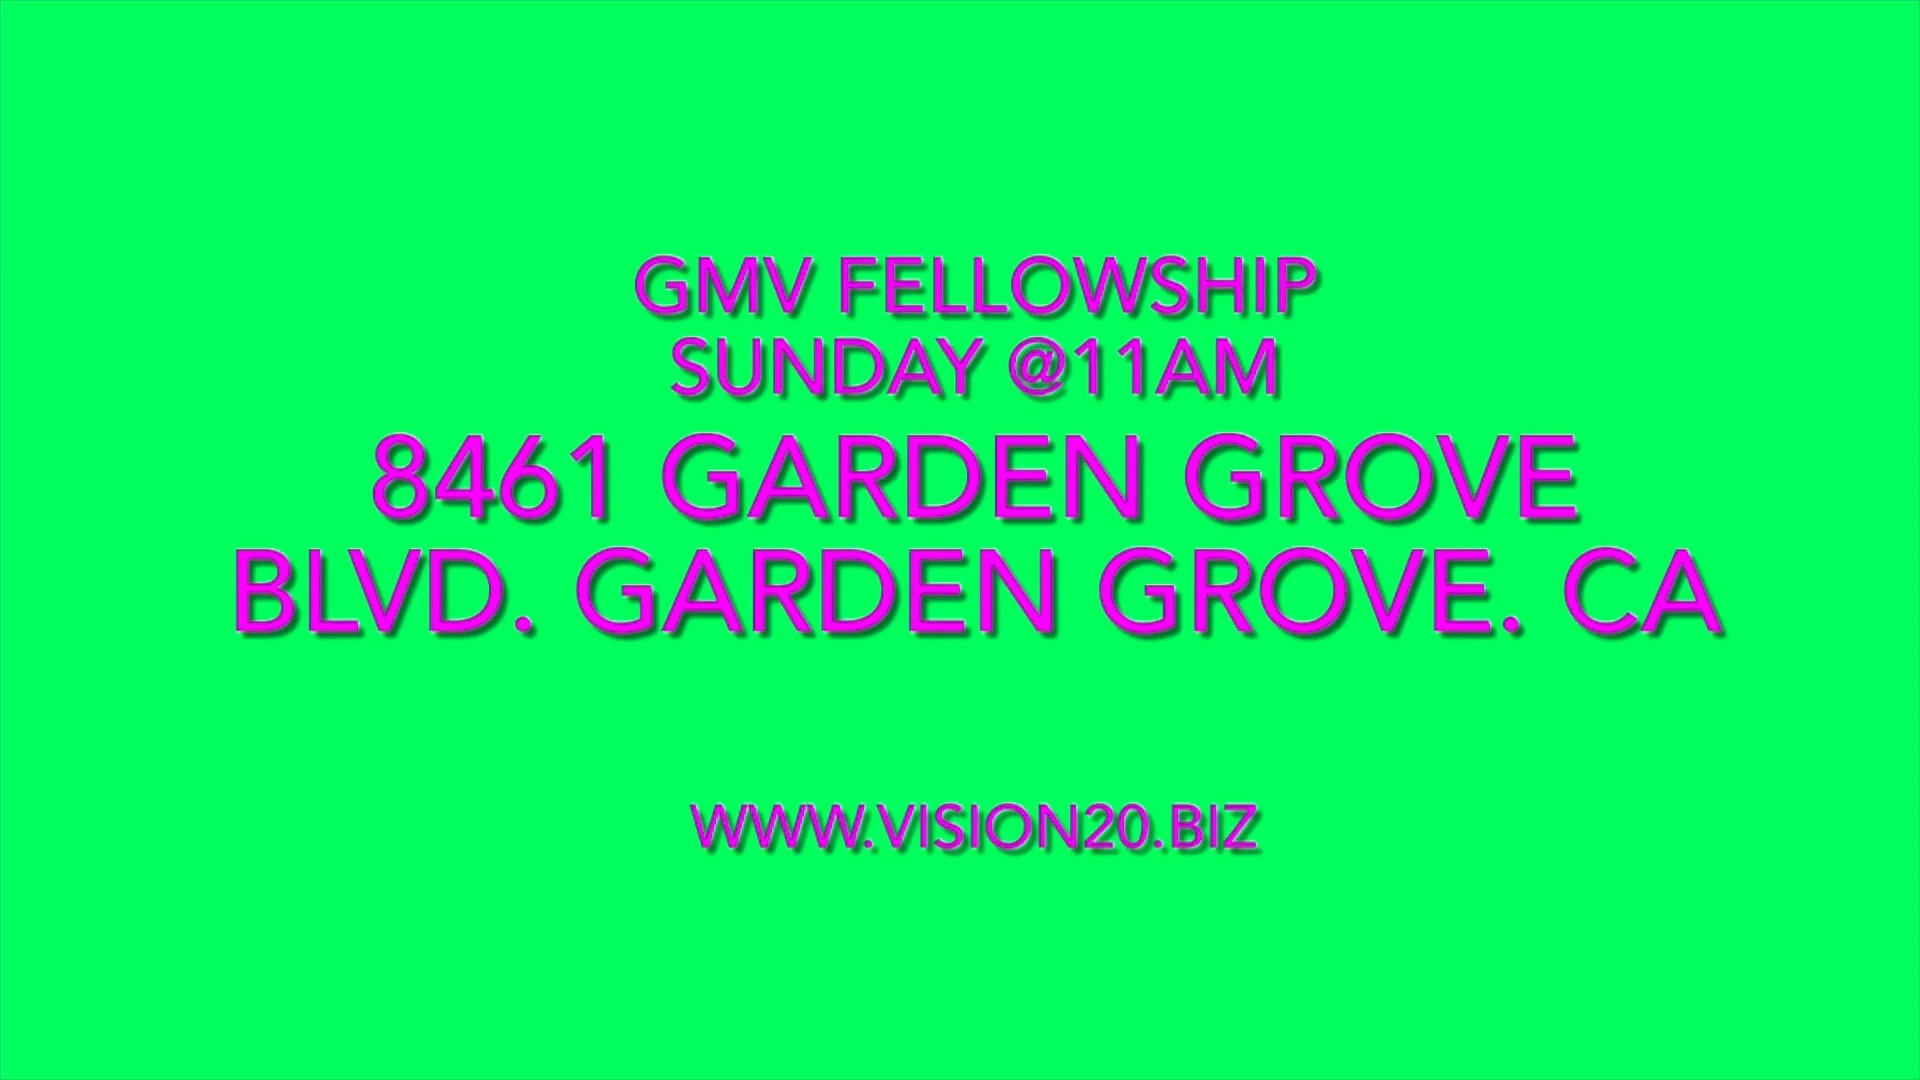 GMV FELLOWSHIP
SUNDAY @11AM
8461 GARDEN GROVE
BLVD. GARDEN GROVE. CA
WWW.VISION20.BIZ